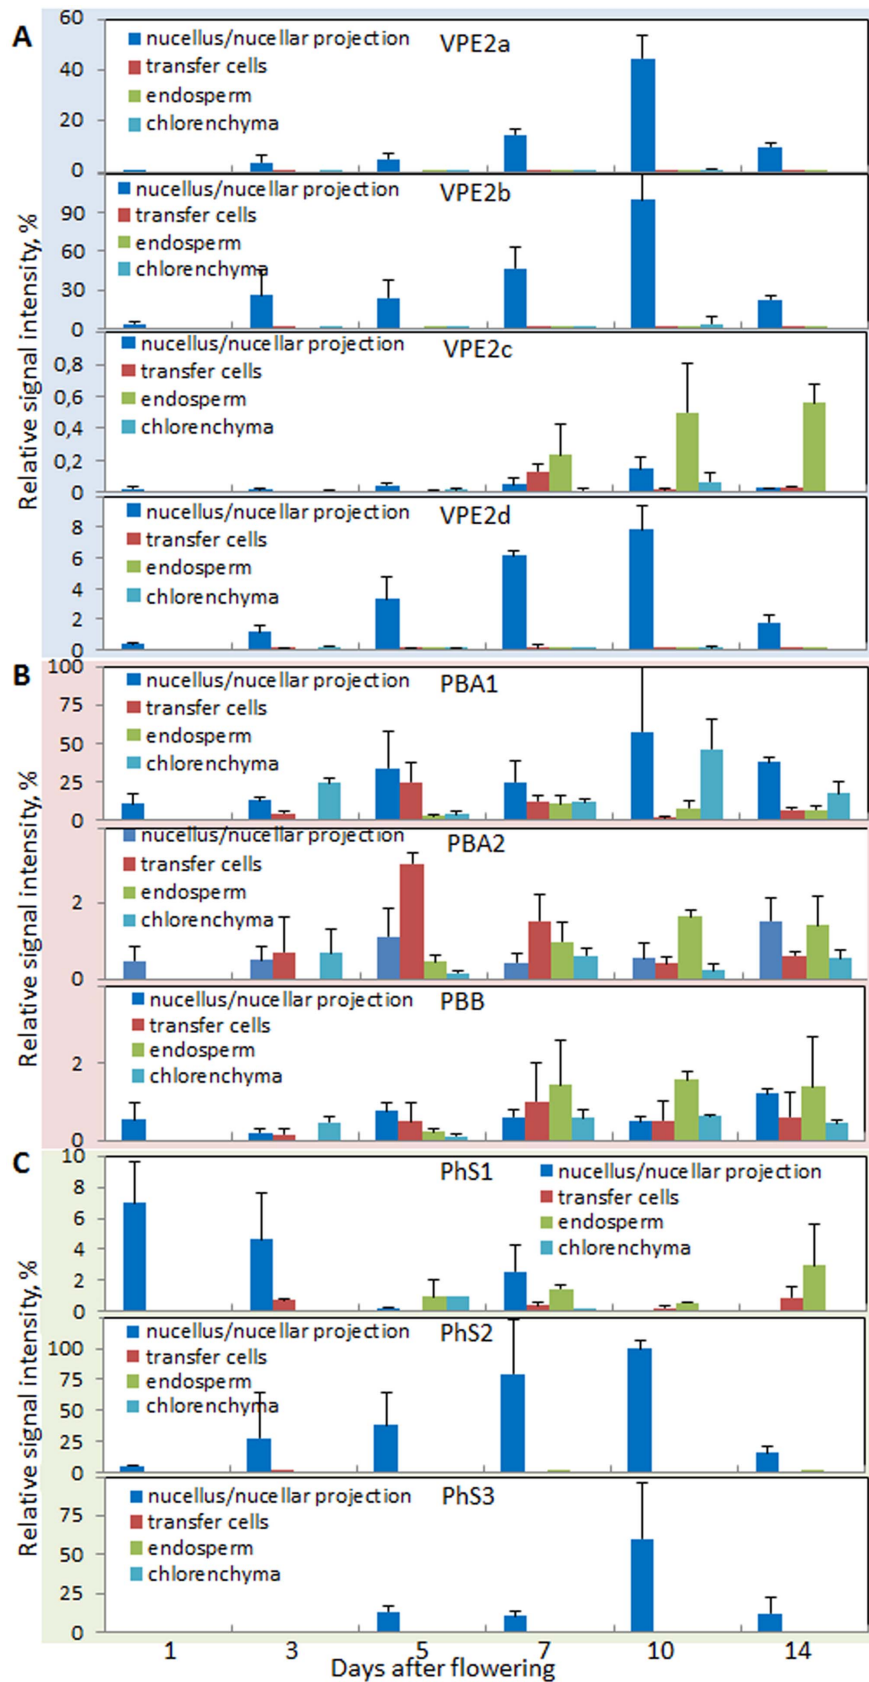 A
Relative signal intensity, %
60
40
20
0
nucellus/nucellar projection
transfer cells
endosperm
chlorenchyma
VPE2a
90
60
30
0
nucellus/nucellar projection
transfer cells
endosperm
chlorenchyma
VPE2b
0,8
0,6
0,4
0,2
0
nucellus/nucellar projection
transfer cells
endosperm
chlorenchyma
VPE2c
8
6
4
2
0
nucellus/nucellar projection
transfer cells
endosperm
chlorenchyma
VPE2d
B
Relative signal intensity, %
100
75
50
25
0
nucellus/nucellar projection
transfer cells
endosperm
chlorenchyma
PBA1
2
0
nucellus/nucellar projection
transfer cells
endosperm
chlorenchyma
PBA2
2
0
nucellus/nucellar projection
transfer cells
endosperm
chlorenchyma
PBB
C
Relative signal intensity, %
10
8
6
4
2
0
PhS1
nucellus/nucellar projection
transfer cells
endosperm
chlorenchyma
100
75
50
25
0
nucellus/nucellar projection
transfer cells
endosperm
chlorenchyma
PhS2
75
50
25
0
nucellus/nucellar projection
transfer cells
endosperm
chlorenchyma
PhS3
1 3 5 7 10 14
Days after flowering